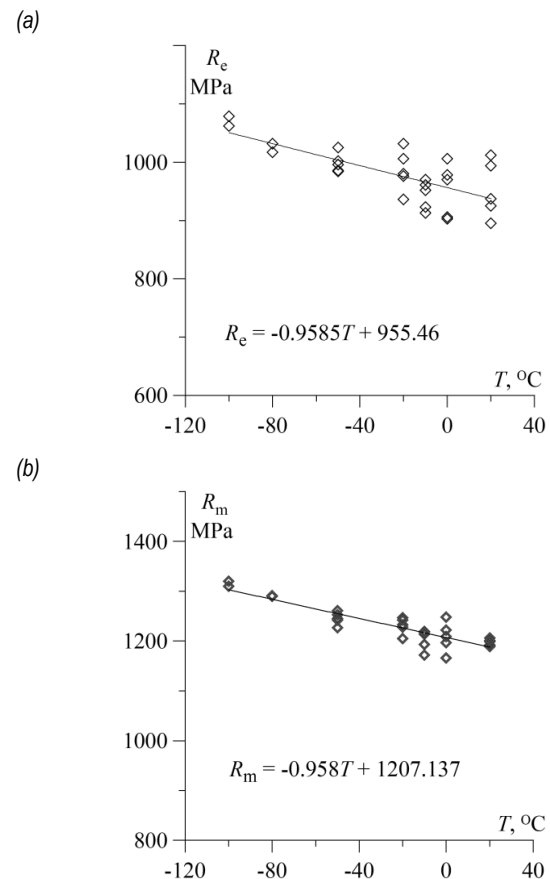 (a)
Re
MPa
1000
800
Re = -0.9585T + 955.46
T, °C
600
-120
-80
-40
0
40
(b)
Rm
MPa
1400
1200
1000
Rm = -0.958T + 1207.137
T, °C
800
-120
-80
-40
0
40